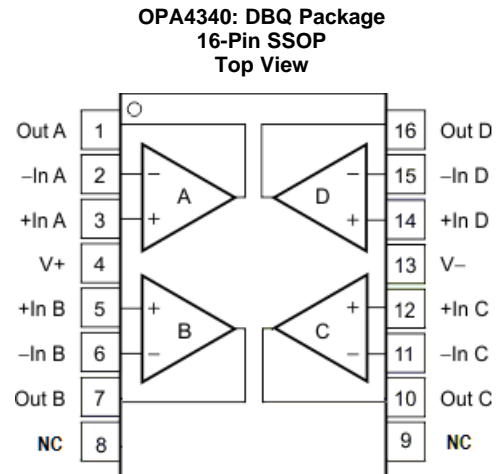 OPA4340: DBQ Package
16-Pin SSOP
Top View
Out A 1 16 Out D
–In A 2 – – 15 –In D
A D
+In A 3 + + 14 +In D
V+ 4 13 V–
+In B 5 + + 12 +In C
B C
–In B 6 – – 11 –In C
Out B 7 10 Out C
NC 8 9 NC